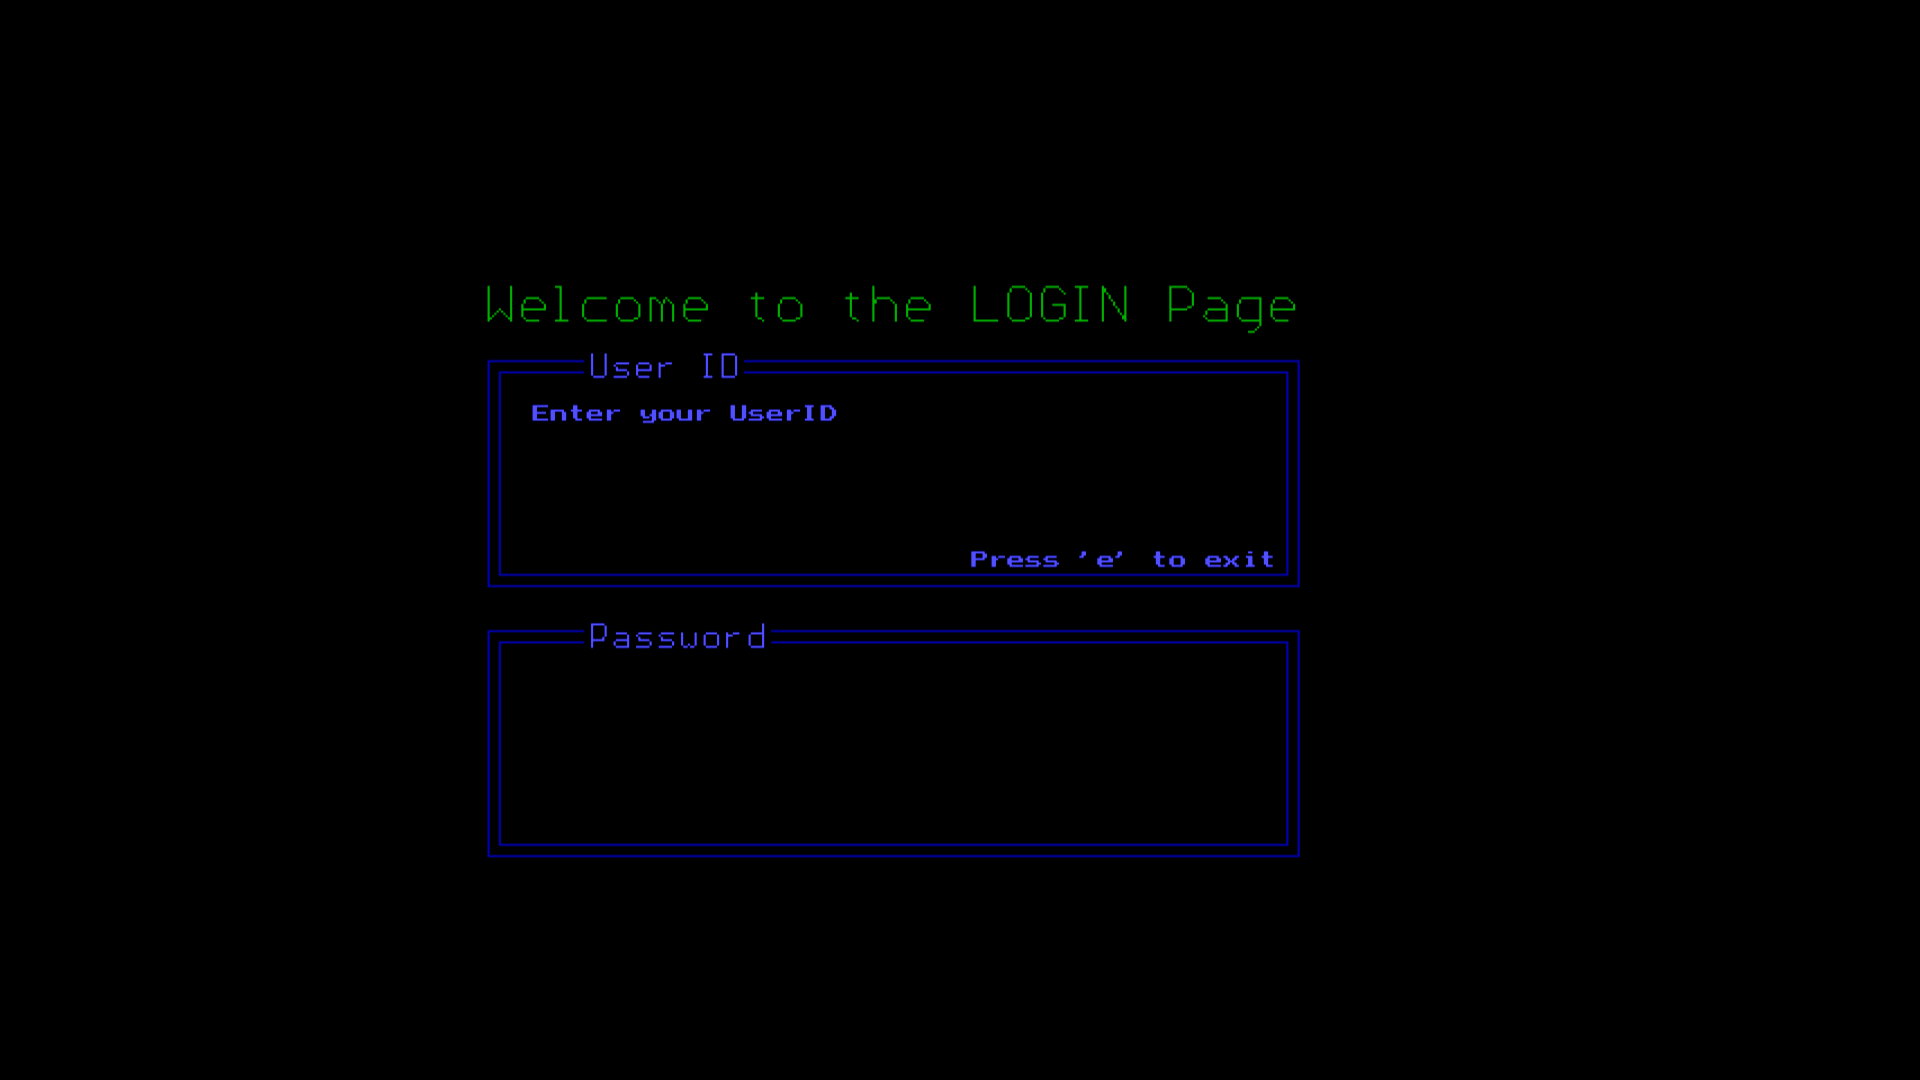 Welcome to the LOGIN Page
User ID
Enter your UserID
Press 'e' to exit
Password